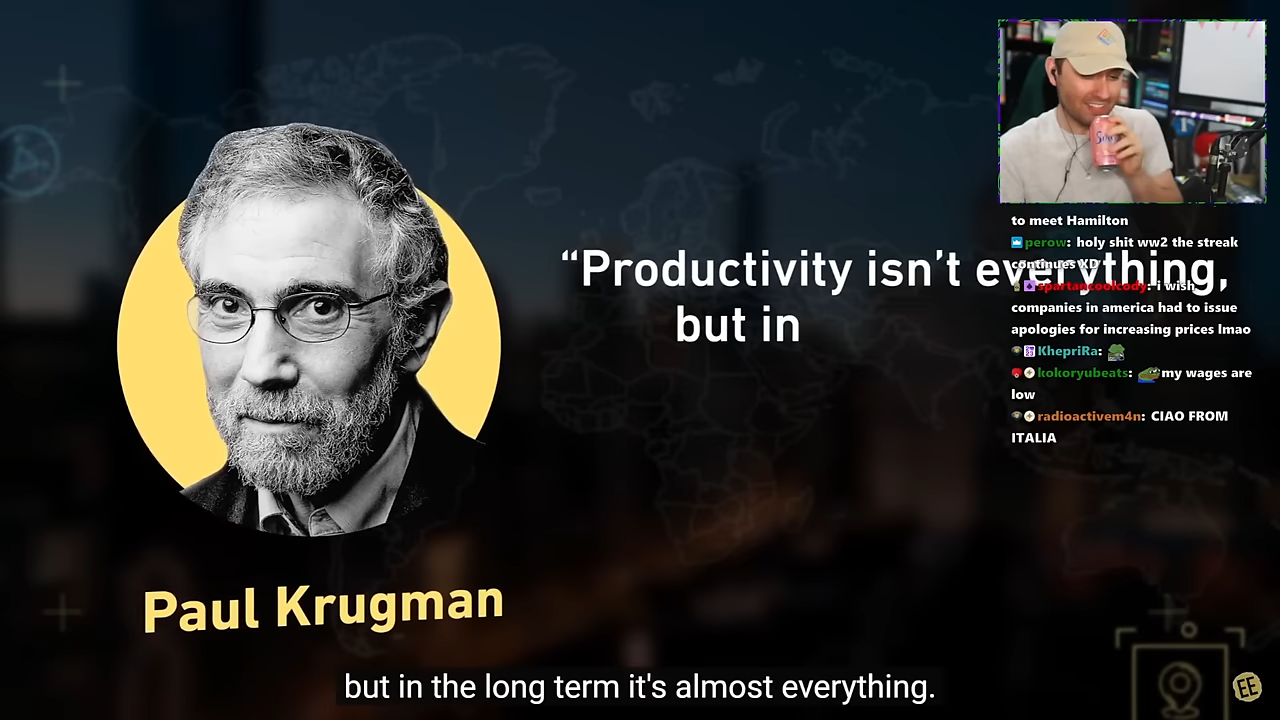 to meet Hamilton
perow: holy shit ww2 the streak
continues XD
spartancoolcody: i wish
companies in america had to issue
apologies for increasing prices lmao
KhepriRa:
kokoryubeats: my wages are
low
radioactivem4n: CIAO FROM
ITALIA
“Productivity isn’t everything,
but in
Paul Krugman
but in the long term it's almost everything.
EE